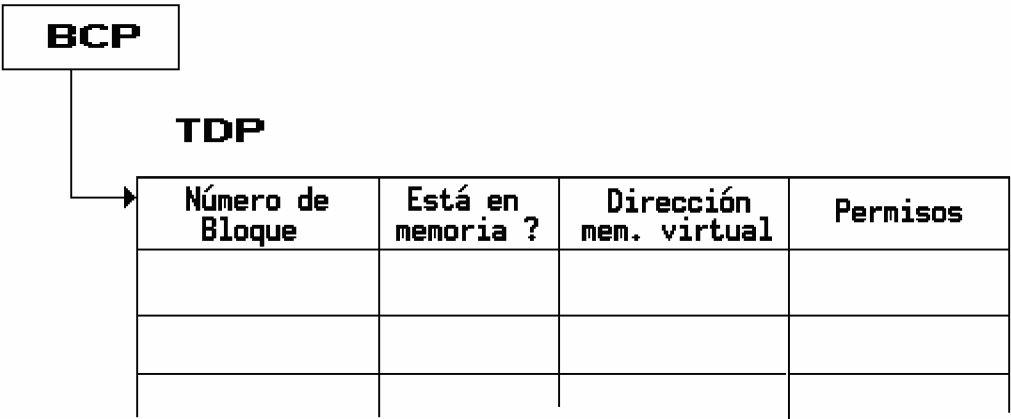 BCP
TDP
Número de
Bloque
Está en
memoria ?
Dirección
mem. virtual
Permisos